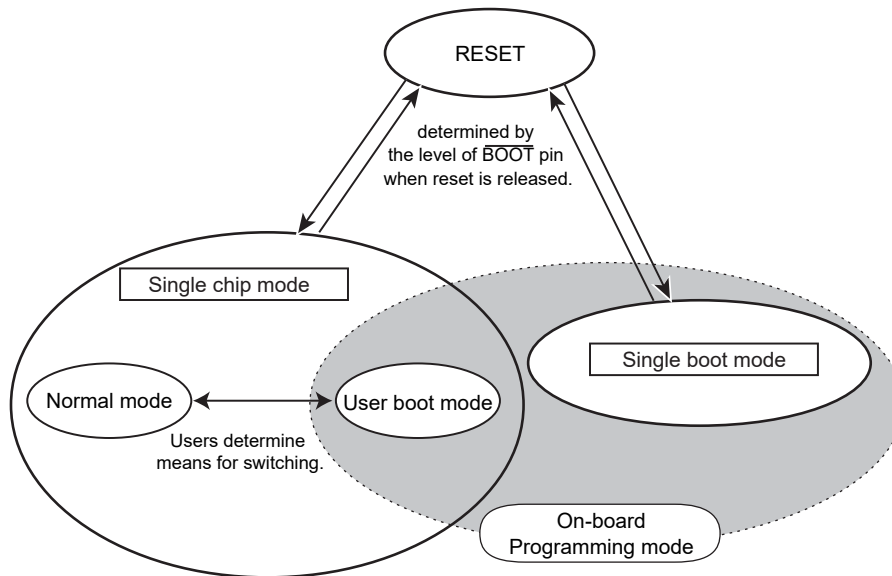 RESET
determined by
the level of BOOT pin
when reset is released.
Single chip mode
Single boot mode
Normal mode
User boot mode
Users determine
means for switching.
On-board
Programming mode